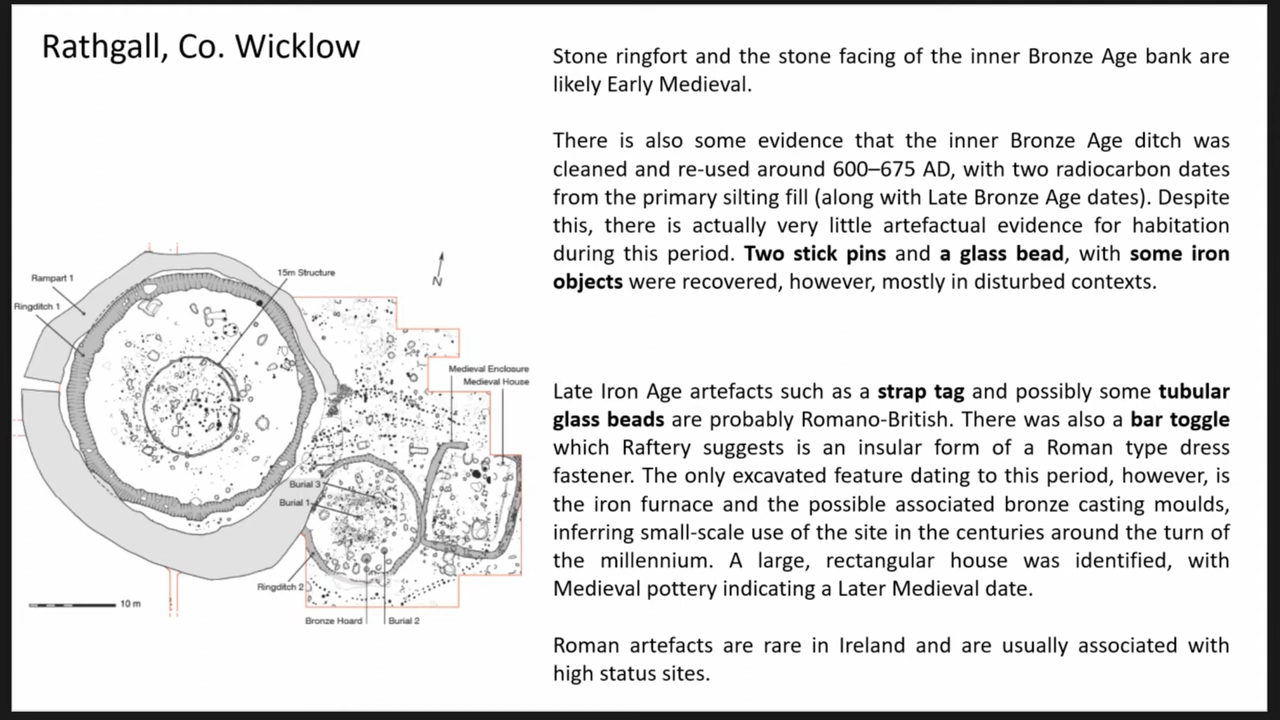 Rathgall, Co. Wicklow
Stone ringfort and the stone facing of the inner Bronze Age bank are
likely Early Medieval.
There is also some evidence that the inner Bronze Age ditch was
cleaned and re-used around 600–675 AD, with two radiocarbon dates
from the primary silting fill (along with Late Bronze Age dates). Despite
this, there is actually very little artefactual evidence for habitation
during this period. Two stick pins and a glass bead, with some iron
objects were recovered, however, mostly in disturbed contexts.
Late Iron Age artefacts such as a strap tag and possibly some tubular
glass beads are probably Romano-British. There was also a bar toggle
which Raftery suggests is an insular form of a Roman type dress
fastener. The only excavated feature dating to this period, however, is
the iron furnace and the possible associated bronze casting moulds,
inferring small-scale use of the site in the centuries around the turn of
the millennium. A large, rectangular house was identified, with
Medieval pottery indicating a Later Medieval date.
Roman artefacts are rare in Ireland and are usually associated with
high status sites.
Rampart 1
Ringditch 1
15m Structure
N
Medieval Enclosure
Medieval House
Burial 3
Burial 1
Ringditch 2
10 m
Bronze Hoard
Burial 2